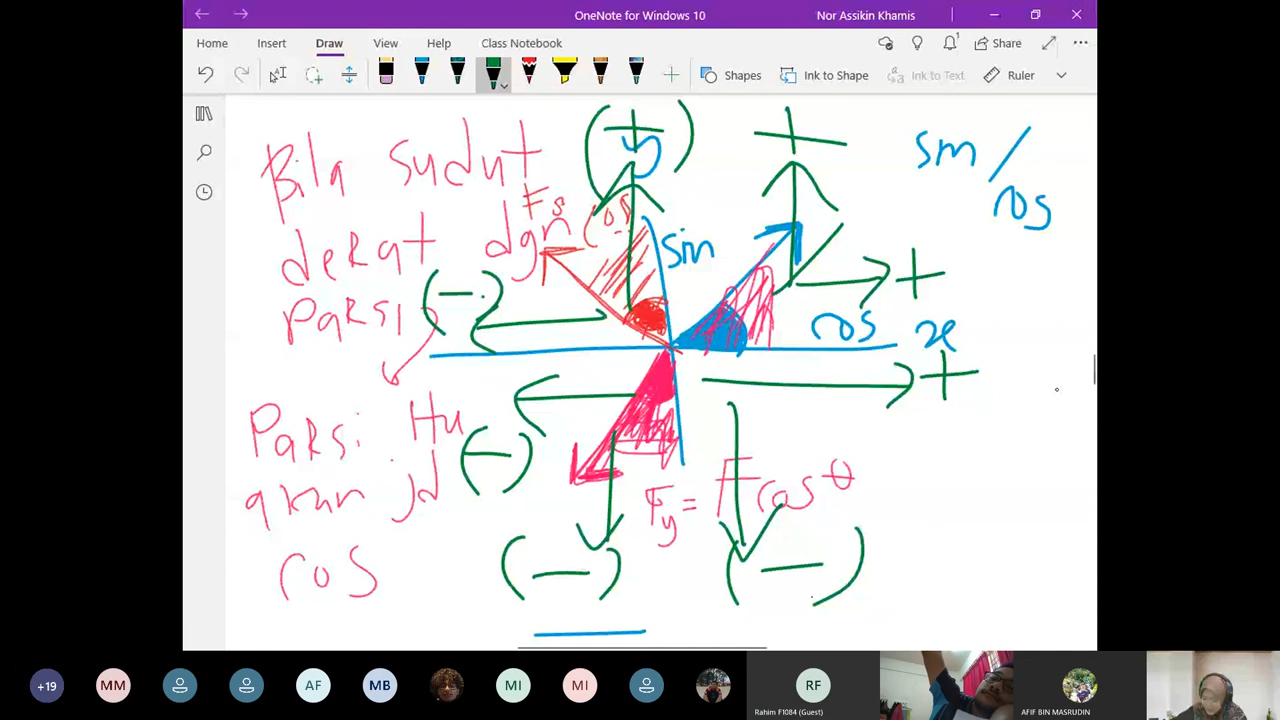 OneNote for Windows 10
Nor Assikin Khamis
Home Insert Draw View Help Class Notebook
1
Share
Shapes
Ink to Shape
Ink to Text
Ruler
Bila sudut
dekat dgn
paksi
Paksi itu
akan jd
cos
(+)
y
+
sin /
cos
Fs
cos
sin
(-)
+
cos x
+
(-)
Fy = F cos θ
(-)
(-)
+19
MM
AF
MB
MI
MI
RF
Rahim F1084 (Guest)
AFIF BIN MASRUDIN